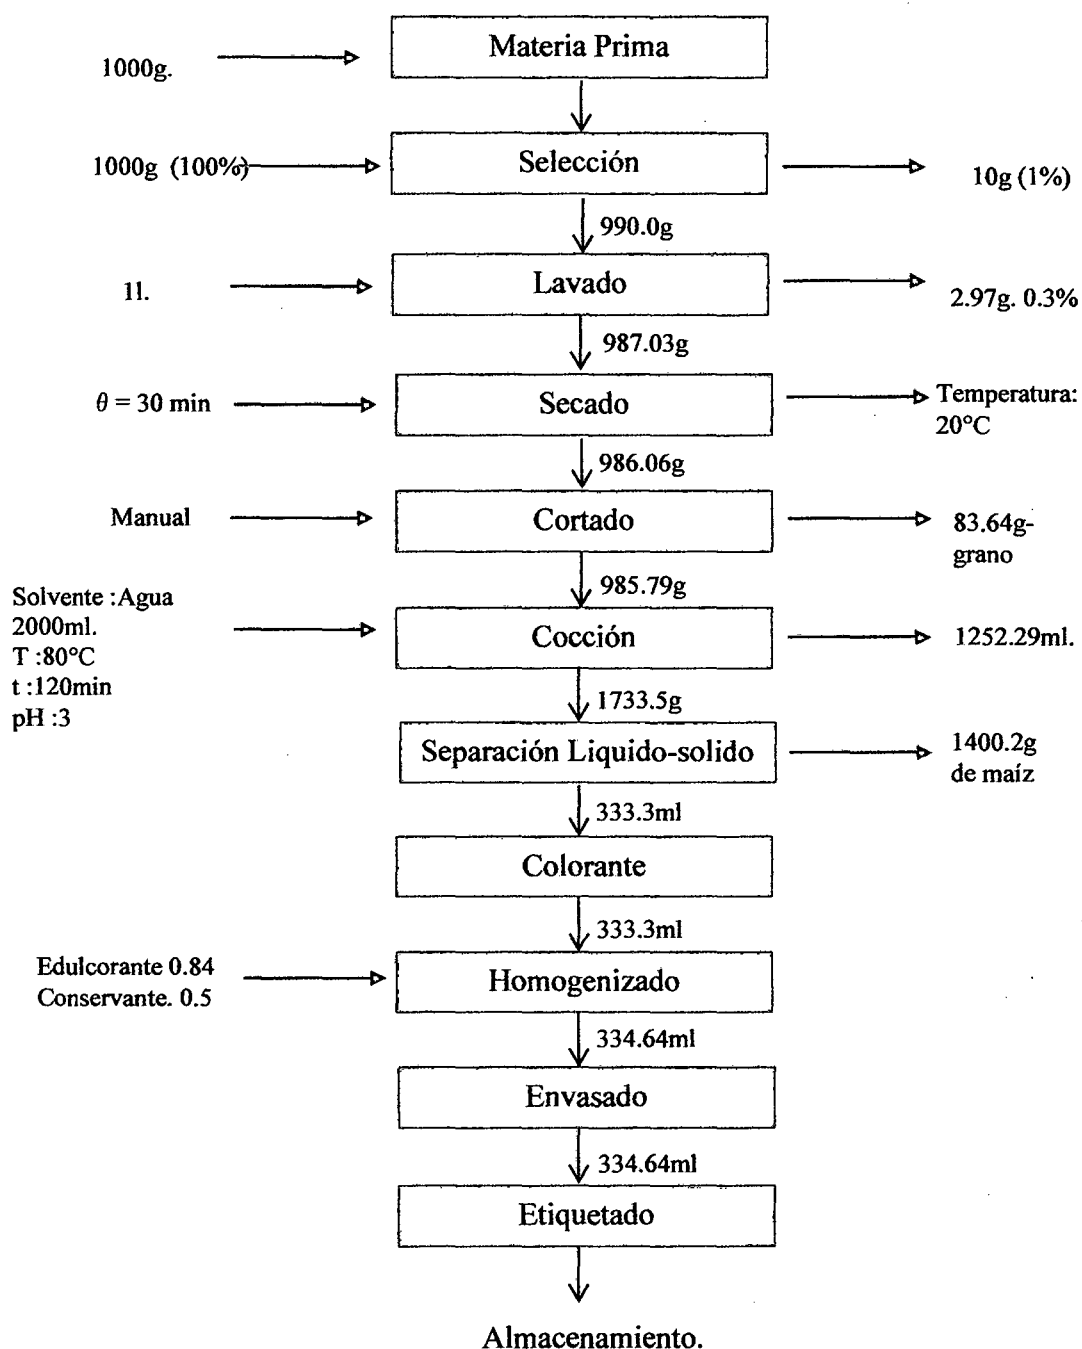 Materia Prima
1000g.
Selección
1000g (100%)
10g (1%)
990.0g
Lavado
1l.
2.97g. 0.3%
987.03g
Secado
θ = 30 min
Temperatura:
20°C
986.06g
Cortado
Manual
83.64g-
grano
985.79g
Solvente :Agua
2000ml.
T :80°C
t :120min
pH :3
Cocción
1252.29ml.
1733.5g
Separación Liquido-solido
1400.2g
de maíz
333.3ml
Colorante
333.3ml
Edulcorante 0.84
Conservante. 0.5
Homogenizado
334.64ml
Envasado
334.64ml
Etiquetado
Almacenamiento.